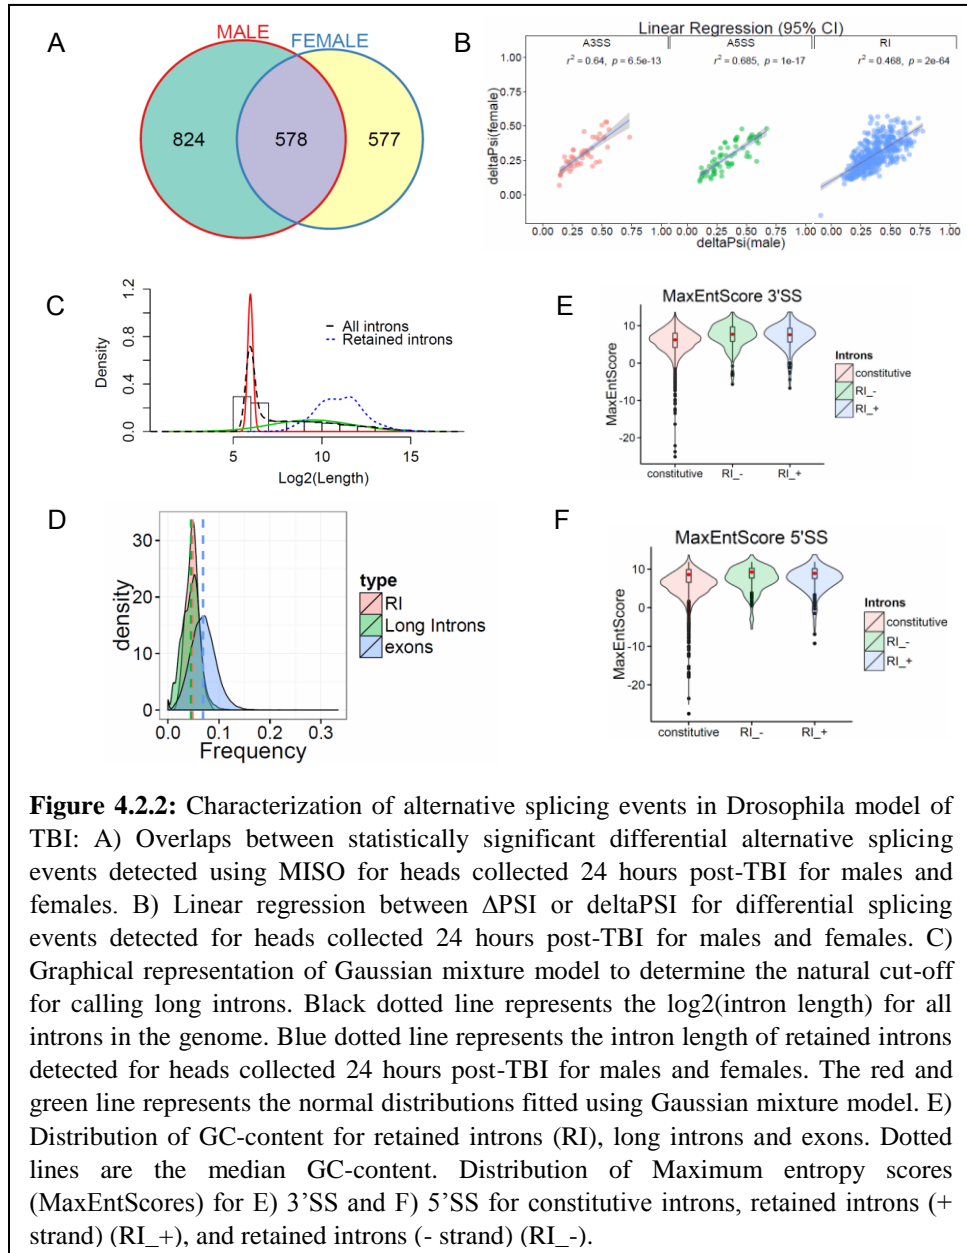 A
MALE
FEMALE
824
578
577
B
Linear Regression (95% CI)
A3SS
A5SS
RI
r² = 0.64, p = 6.5e-13
r² = 0.685, p = 1e-17
r² = 0.468, p = 2e-64
deltaPsi(female)
1.00
0.75
0.50
0.25
0.00
0.00 0.25 0.50 0.75 1.00
0.00 0.25 0.50 0.75 1.00
0.00 0.25 0.50 0.75 1.00
deltaPsi(male)
C
Density
1.2
0.8
0.4
0.0
All introns
Retained introns
5 10 15
Log2(Length)
E
MaxEntScore 3'SS
MaxEntScore
10
0
-10
-20
constitutive RI_- RI_+
Introns
constitutive
RI_-
RI_+
D
density
30
20
10
0
0.0 0.1 0.2 0.3
Frequency
type
RI
Long Introns
exons
F
MaxEntScore 5'SS
MaxEntScore
10
0
-10
-20
constitutive RI_- RI_+
Introns
constitutive
RI_-
RI_+
Figure 4.2.2: Characterization of alternative splicing events in Drosophila model of
TBI: A) Overlaps between statistically significant differential alternative splicing
events detected using MISO for heads collected 24 hours post-TBI for males and
females. B) Linear regression between ΔPSI or deltaPSI for differential splicing
events detected for heads collected 24 hours post-TBI for males and females. C)
Graphical representation of Gaussian mixture model to determine the natural cut-off
for calling long introns. Black dotted line represents the log2(intron length) for all
introns in the genome. Blue dotted line represents the intron length of retained introns
detected for heads collected 24 hours post-TBI for males and females. The red and
green line represents the normal distributions fitted using Gaussian mixture model. E)
Distribution of GC-content for retained introns (RI), long introns and exons. Dotted
lines are the median GC-content. Distribution of Maximum entropy scores
(MaxEntScores) for E) 3’SS and F) 5’SS for constitutive introns, retained introns (+
strand) (RI_+), and retained introns (- strand) (RI_-).